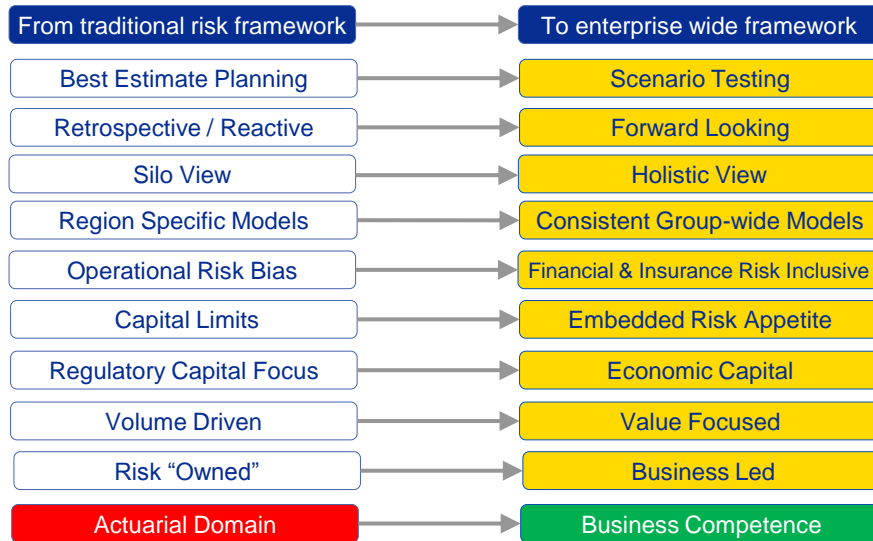 From traditional risk framework To enterprise wide framework
Best Estimate Planning Scenario Testing
Retrospective / Reactive Forward Looking
Silo View Holistic View
Region Specific Models Consistent Group-wide Models
Operational Risk Bias Financial & Insurance Risk Inclusive
Capital Limits Embedded Risk Appetite
Regulatory Capital Focus Economic Capital
Volume Driven Value Focused
Risk “Owned” Business Led
Actuarial Domain Business Competence